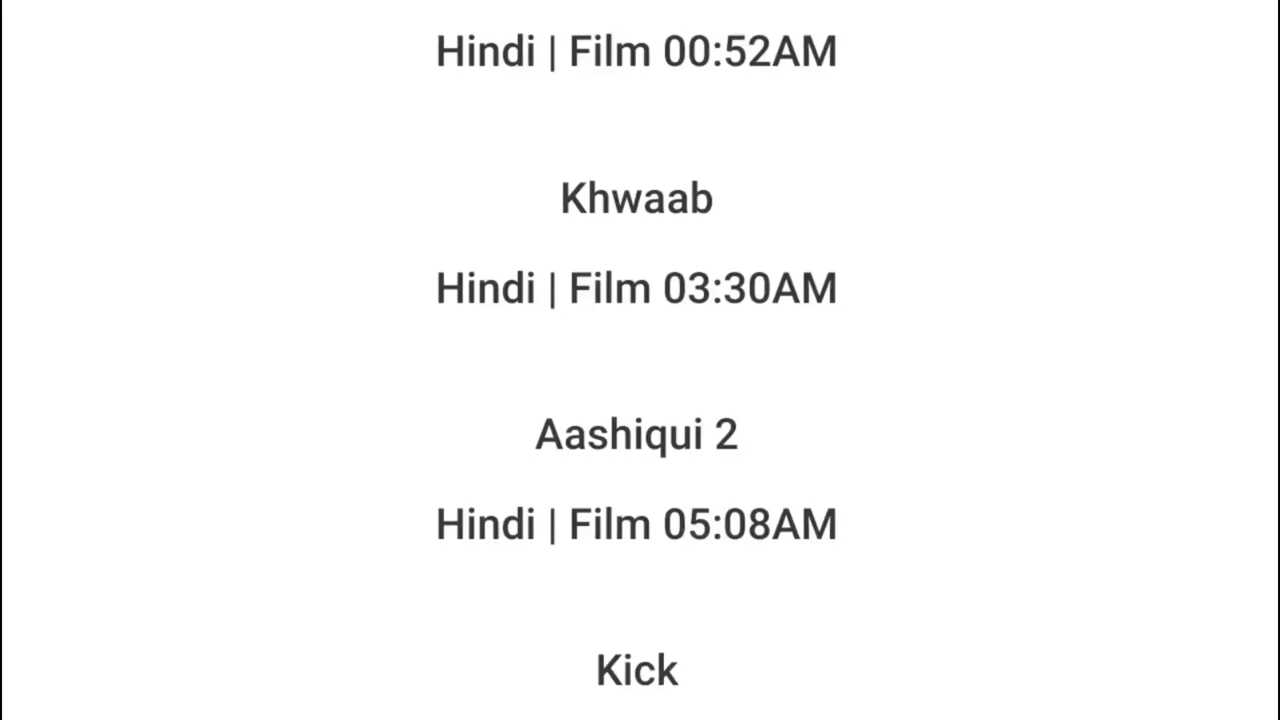 Hindi | Film 00:52AM
Khwaab
Hindi | Film 03:30AM
Aashiqui 2
Hindi | Film 05:08AM
Kick